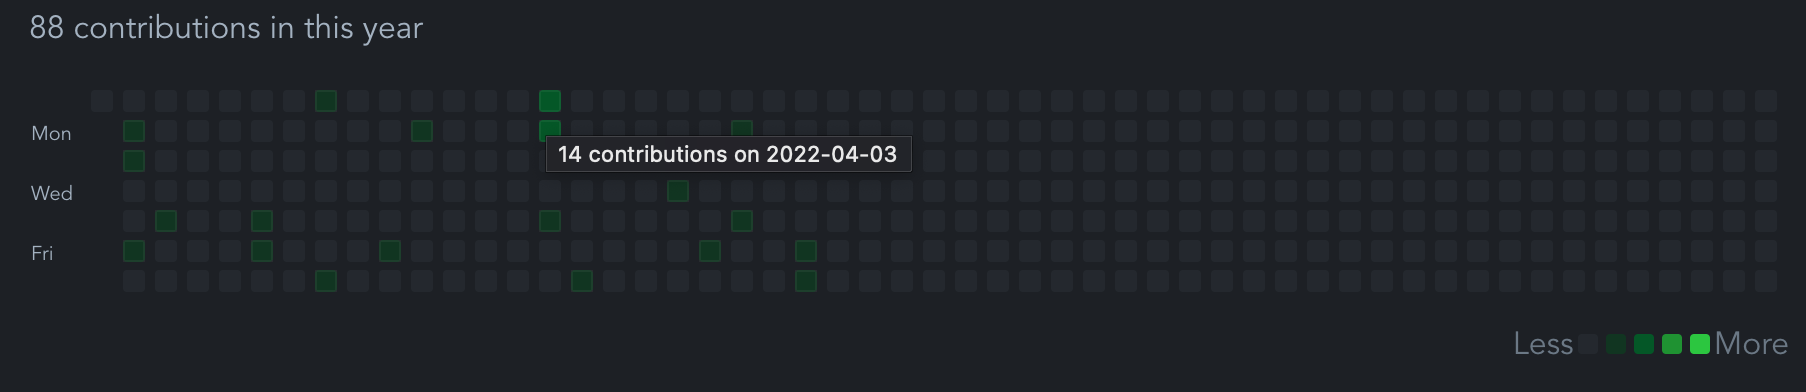 88 contributions in this year
Mon
14 contributions on 2022-04-03
Wed
Fri
Less More